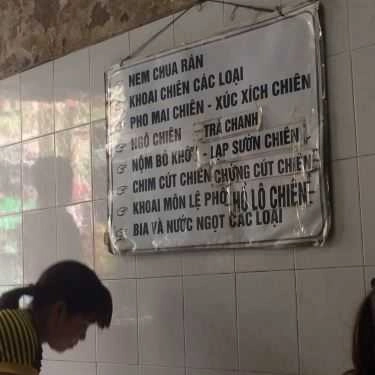 NEM CHUA RÁN
KHOAI CHIÊN CÁC LOẠI
PHO MAI CHIÊN - XÚC XÍCH CHIÊN
NGÔ CHIÊN TRÀ CHANH
NỘM BÒ KHÔ - LẠP SƯỜN CHIÊN
CHIM CÚT CHIÊN CHỨNG CÚT CHIÊN
KHOAI MÔN LỆ PHỐ HỒ LÔ CHIÊN
BIA VÀ NƯỚC NGỌT CÁC LOẠI